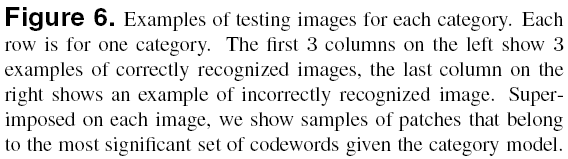 Figure 6. Examples of testing images for each category. Each
row is for one category. The first 3 columns on the left show 3
examples of correctly recognized images, the last column on the
right shows an example of incorrectly recognized image. Super-
imposed on each image, we show samples of patches that belong
to the most significant set of codewords given the category model.